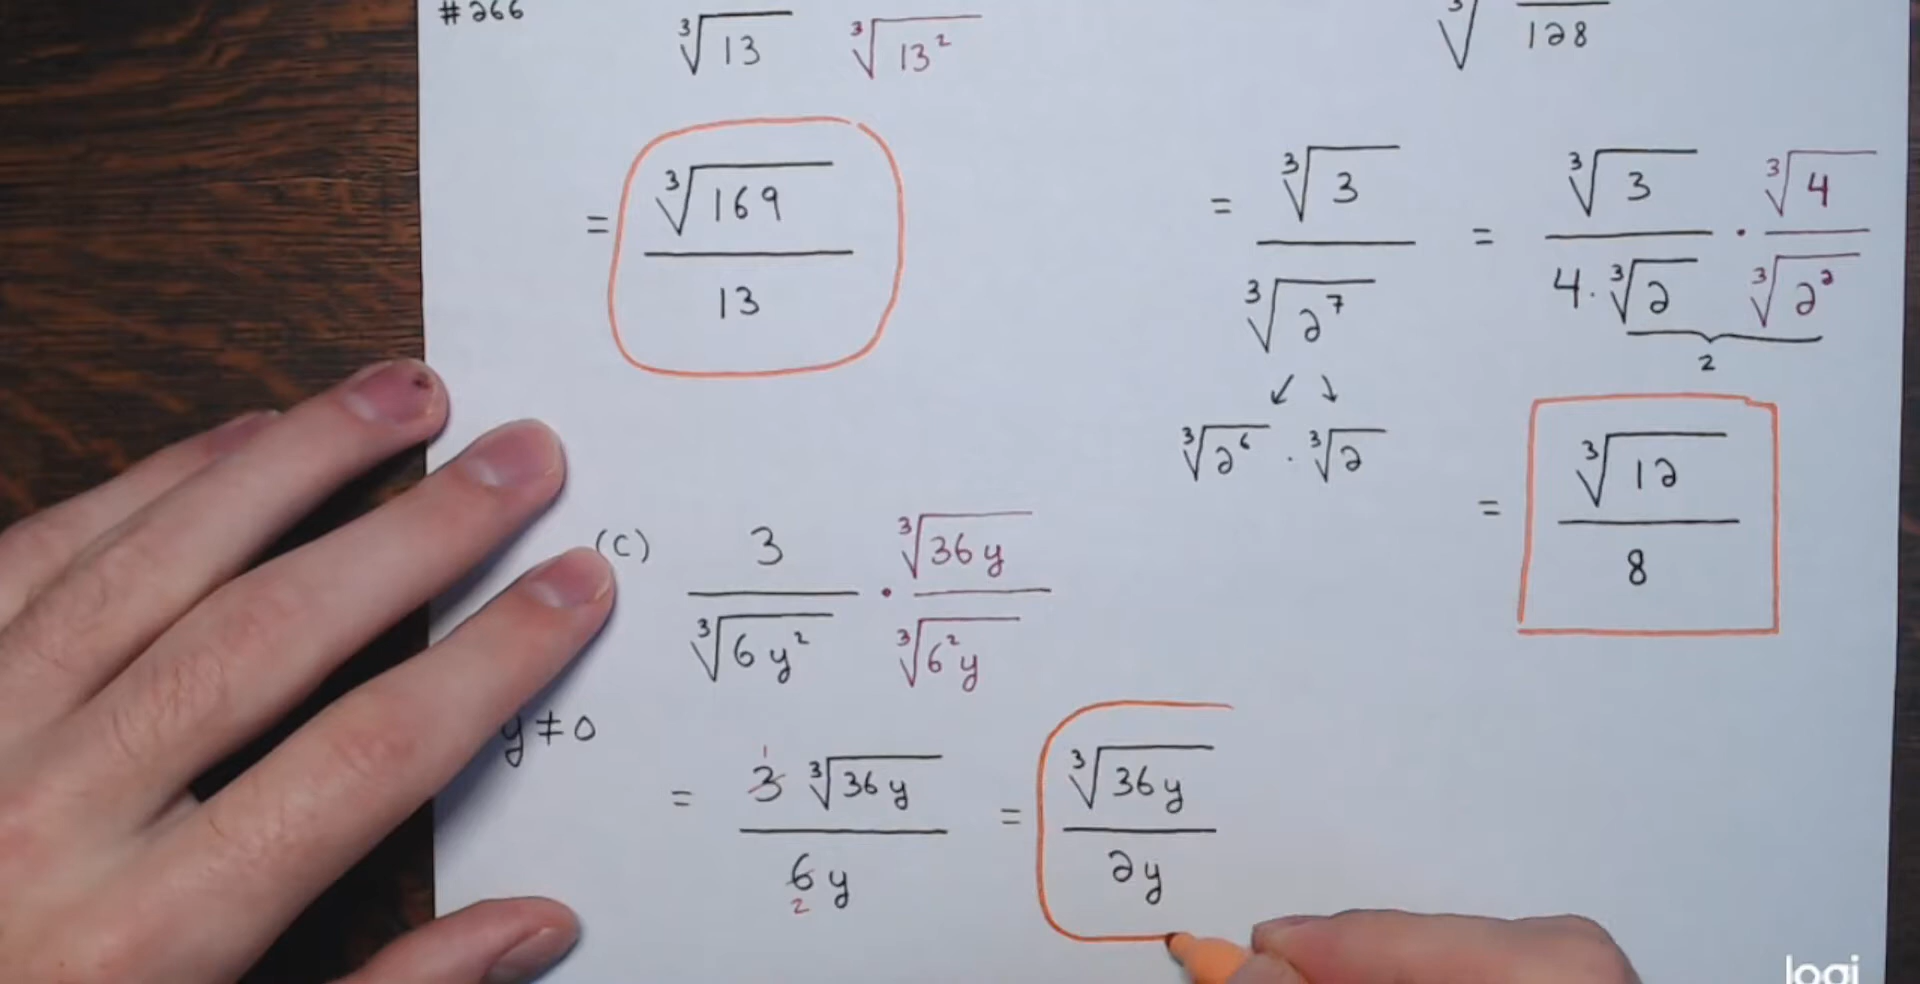 #266
∛13 ∛13²
= ∛169 / 13
∛ 128
= ∛3 / ∛2⁷ = ∛3 / 4·∛2 · ∛4 / ∛2²
2
↙ ↘
∛2⁶ · ∛2
= ∛12 / 8
(C) 3 / ∛6y² · ∛36y / ∛6²y
y ≠ 0
1
= 3 ∛36y / 6y = ∛36y / 2y
2
logi